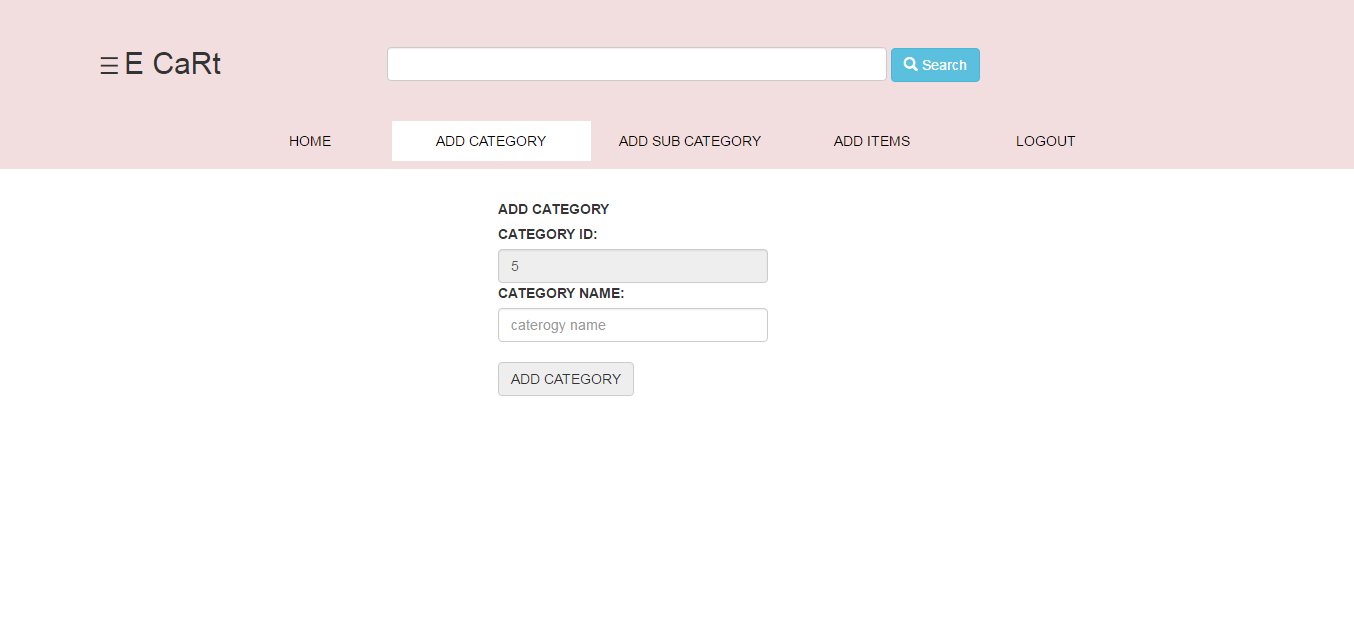 ☰ E CaRt
Search
HOME ADD CATEGORY ADD SUB CATEGORY ADD ITEMS LOGOUT
ADD CATEGORY
CATEGORY ID:
5
CATEGORY NAME:
caterogy name
ADD CATEGORY